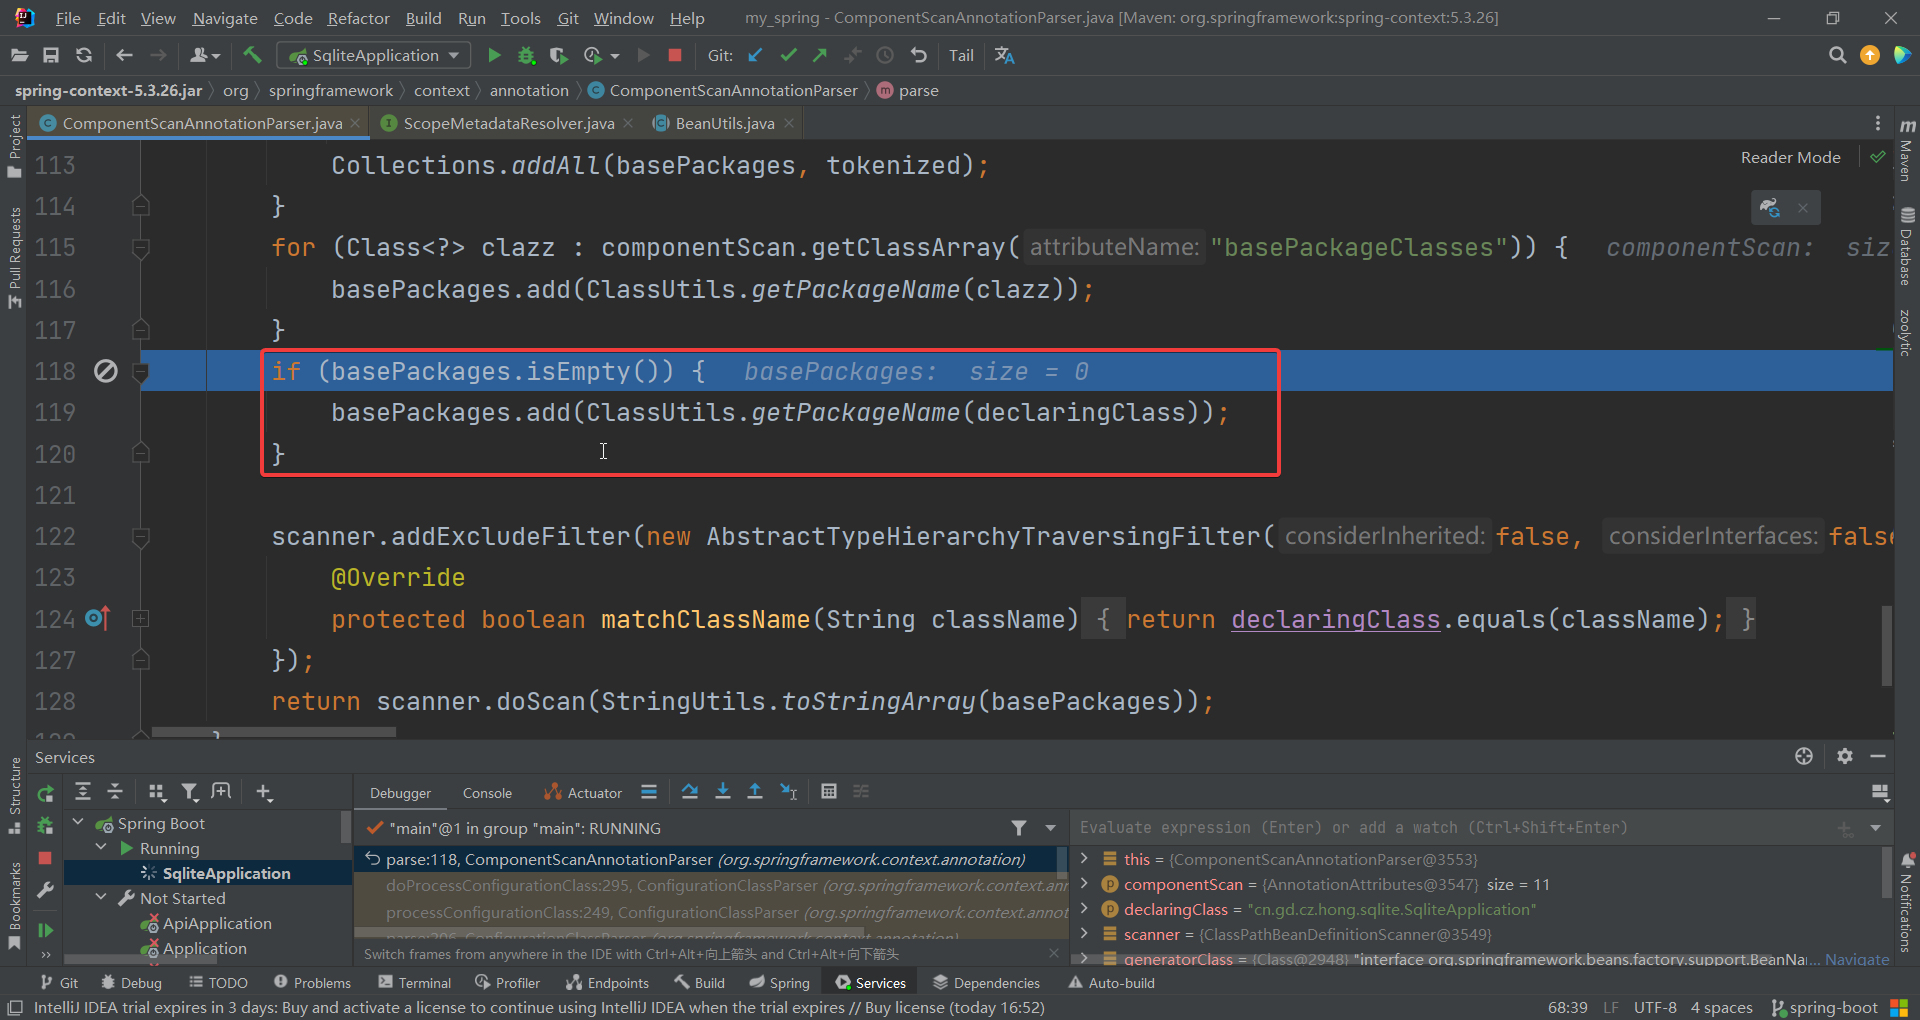 File Edit View Navigate Code Refactor Build Run Tools Git Window Help my_spring - ComponentScanAnnotationParser.java [Maven: org.springframework:spring-context:5.3.26]
SqliteApplication Git: Tail
spring-context-5.3.26.jar org springframework context annotation ComponentScanAnnotationParser parse
ComponentScanAnnotationParser.java ScopeMetadataResolver.java BeanUtils.java
Reader Mode
113 Collections.addAll(basePackages, tokenized);
114 }
115 for (Class<?> clazz : componentScan.getClassArray( attributeName: "basePackageClasses")) { componentScan: siz
116 basePackages.add(ClassUtils.getPackageName(clazz));
117 }
118 if (basePackages.isEmpty()) { basePackages: size = 0
119 basePackages.add(ClassUtils.getPackageName(declaringClass));
120 }
121
122 scanner.addExcludeFilter(new AbstractTypeHierarchyTraversingFilter( considerInherited: false, considerInterfaces: false
123 @Override
124 protected boolean matchClassName(String className) { return declaringClass.equals(className); }
127 });
128 return scanner.doScan(StringUtils.toStringArray(basePackages));
129 }
Project
Pull Requests
Structure
Bookmarks
Maven
Database
zoolytic
Notifications
Services
Debugger Console Actuator
Spring Boot
Running
SqliteApplication
Not Started
ApiApplication
Application
"main"@1 in group "main": RUNNING
parse:118, ComponentScanAnnotationParser (org.springframework.context.annotation)
doProcessConfigurationClass:295, ConfigurationClassParser (org.springframework.context.ann
processConfigurationClass:249, ConfigurationClassParser (org.springframework.context.annot
parse:206, ConfigurationClassParser (org.springframework.context.annotation)
Switch frames from anywhere in the IDE with Ctrl+Alt+向上箭头 and Ctrl+Alt+向下箭头
Evaluate expression (Enter) or add a watch (Ctrl+Shift+Enter)
this = {ComponentScanAnnotationParser@3553}
componentScan = {AnnotationAttributes@3547} size = 11
declaringClass = "cn.gd.cz.hong.sqlite.SqliteApplication"
scanner = {ClassPathBeanDefinitionScanner@3549}
generatorClass = {Class@2948} "interface org.springframework.beans.factory.support.BeanNa... Navigate
Git Debug TODO Problems Terminal Profiler Endpoints Build Spring Services Dependencies Auto-build
IntelliJ IDEA trial expires in 3 days: Buy and activate a license to continue using IntelliJ IDEA when the trial expires // Buy license (today 16:52) 68:39 LF UTF-8 4 spaces spring-boot